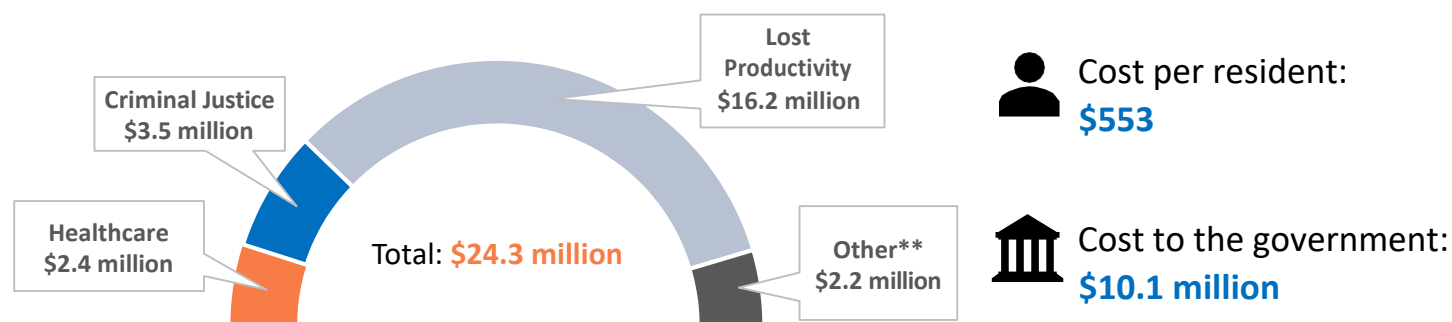 Lost
Productivity
$16.2 million
Criminal Justice
$3.5 million
Healthcare
$2.4 million
Total: $24.3 million
Other**
$2.2 million
Cost per resident:
$553
Cost to the government:
$10.1 million